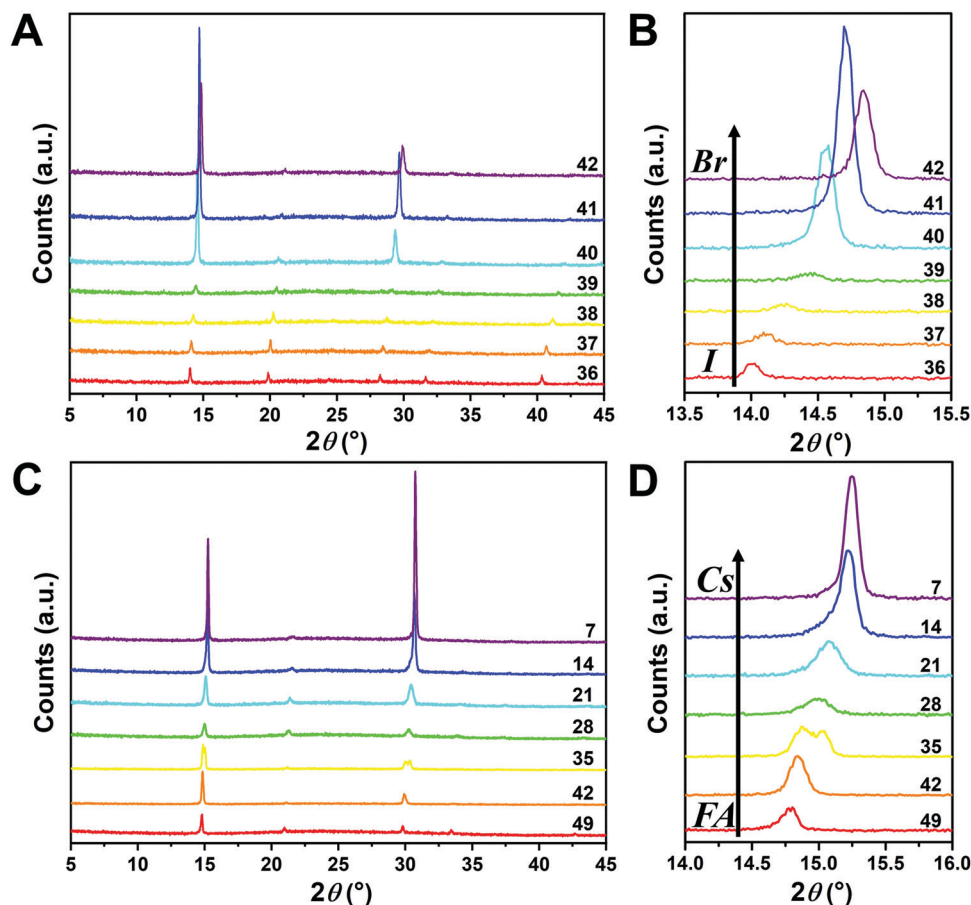 A
Counts (a.u.)
42
41
40
39
38
37
36
5 10 15 20 25 30 35 40 45
2θ (°)
B
Counts (a.u.)
Br
I
42
41
40
39
38
37
36
13.5 14.0 14.5 15.0 15.5
2θ (°)
C
Counts (a.u.)
7
14
21
28
35
42
49
5 10 15 20 25 30 35 40 45
2θ (°)
D
Counts (a.u.)
Cs
FA
7
14
21
28
35
42
49
14.0 14.5 15.0 15.5 16.0
2θ (°)